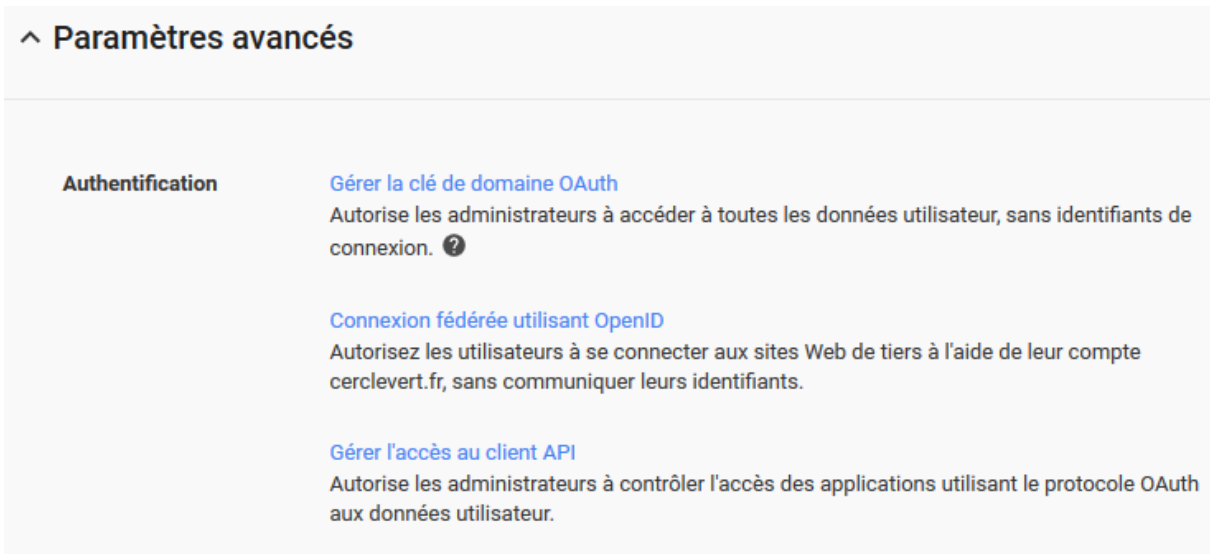 Paramètres avancés
Authentification
Gérer la clé de domaine OAuth
Autorise les administrateurs à accéder à toutes les données utilisateur, sans identifiants de
connexion. ?
Connexion fédérée utilisant OpenID
Autorisez les utilisateurs à se connecter aux sites Web de tiers à l'aide de leur compte
cerclevert.fr, sans communiquer leurs identifiants.
Gérer l'accès au client API
Autorise les administrateurs à contrôler l'accès des applications utilisant le protocole OAuth
aux données utilisateur.